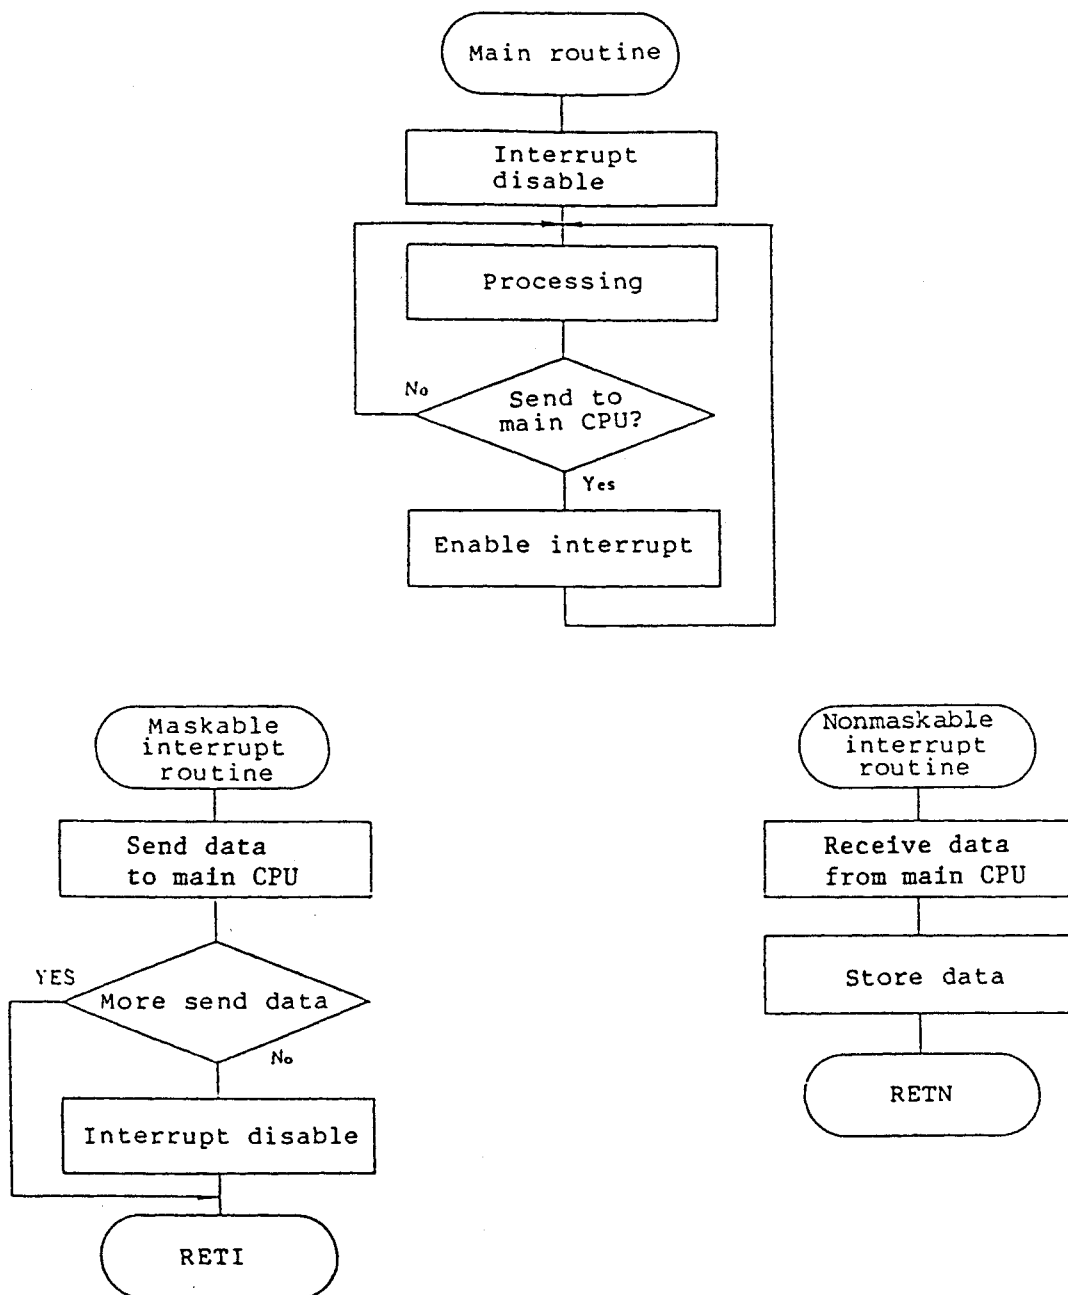 Main routine
Interrupt
disable
Processing
No
Send to
main CPU?
Yes
Enable interrupt
Maskable
interrupt
routine
Send data
to main CPU
YES
More send data
No
Interrupt disable
RETI
Nonmaskable
interrupt
routine
Receive data
from main CPU
Store data
RETN